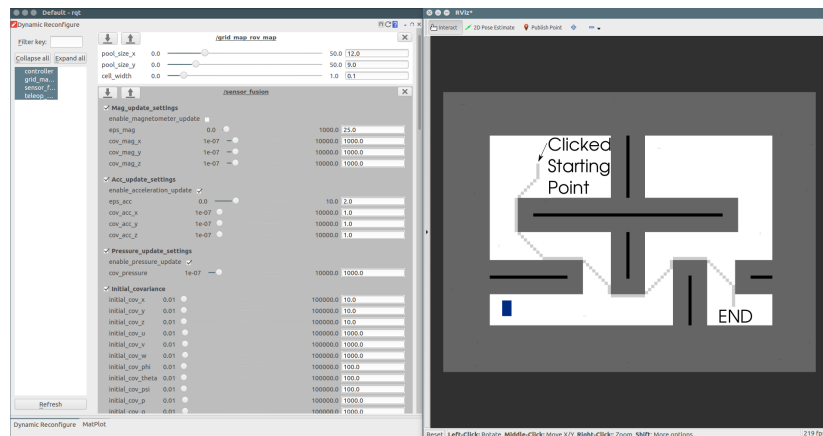 Default - rqt
Dynamic Reconfigure
Filter key:
Collapse all Expand all
controller
grid_ma...
sensor_f...
teleop_...
Refresh
/grid_map_rov_map
pool_size_x 0.0 50.0 12.0
pool_size_y 0.0 50.0 9.0
cell_width 0.0 1.0 0.1
/sensor_fusion
Mag_update_settings
enable_magnetometer_update
eps_mag 0.0 1000.0 25.0
cov_mag_x 1e-07 10000.0 1000.0
cov_mag_y 1e-07 10000.0 1000.0
cov_mag_z 1e-07 10000.0 1000.0
Acc_update_settings
enable_acceleration_update
eps_acc 0.0 10.0 2.0
cov_acc_x 1e-07 10000.0 1.0
cov_acc_y 1e-07 10000.0 1.0
cov_acc_z 1e-07 10000.0 1.0
Pressure_update_settings
enable_pressure_update
cov_pressure 1e-07 10000.0 1000.0
Initial_covariance
initial_cov_x 0.01 100000.0 10.0
initial_cov_y 0.01 100000.0 10.0
initial_cov_z 0.01 100000.0 10.0
initial_cov_u 0.01 100000.0 1000.0
initial_cov_v 0.01 100000.0 1000.0
initial_cov_w 0.01 100000.0 1000.0
initial_cov_phi 0.01 100000.0 100.0
initial_cov_theta 0.01 100000.0 100.0
initial_cov_psi 0.01 100000.0 100.0
initial_cov_p 0.01 100000.0 1000.0
initial_cov_q 0.01 100000.0 1000.0
Dynamic Reconfigure MatPlot
RViz*
Interact 2D Pose Estimate Publish Point
Clicked
Starting
Point
END
Reset Left-Click: Rotate. Middle-Click: Move X/Y. Right-Click: Zoom. Shift: More options. 219 fp